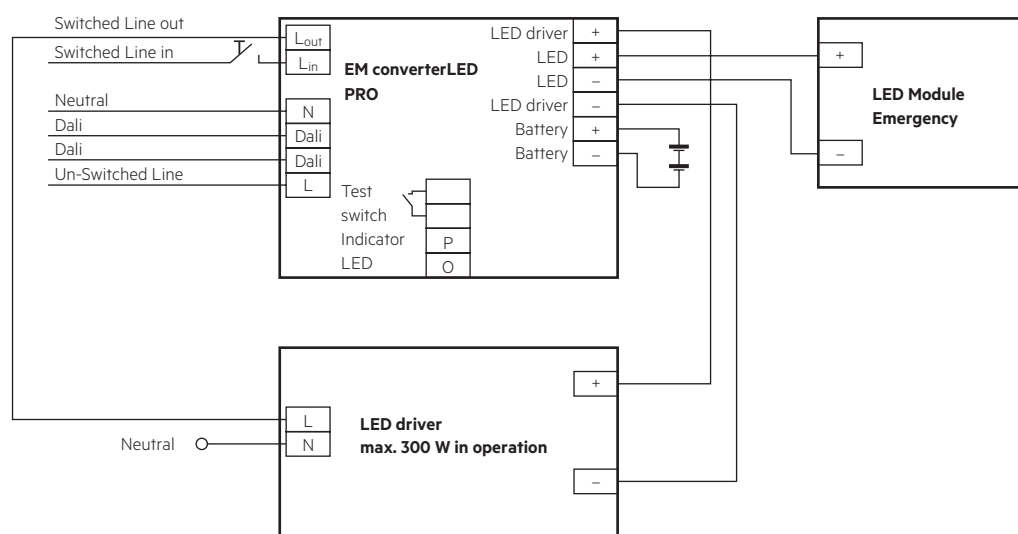 Switched Line out
Switched Line in
Neutral
Dali
Dali
Un-Switched Line
Lout
Lin
N
Dali
Dali
L
EM converterLED
PRO
Test
switch
Indicator
LED
P
O
LED driver +
LED +
LED –
LED driver –
Battery +
Battery –
+
–
LED Module
Emergency
Neutral
L
N
LED driver
max. 300 W in operation
+
–